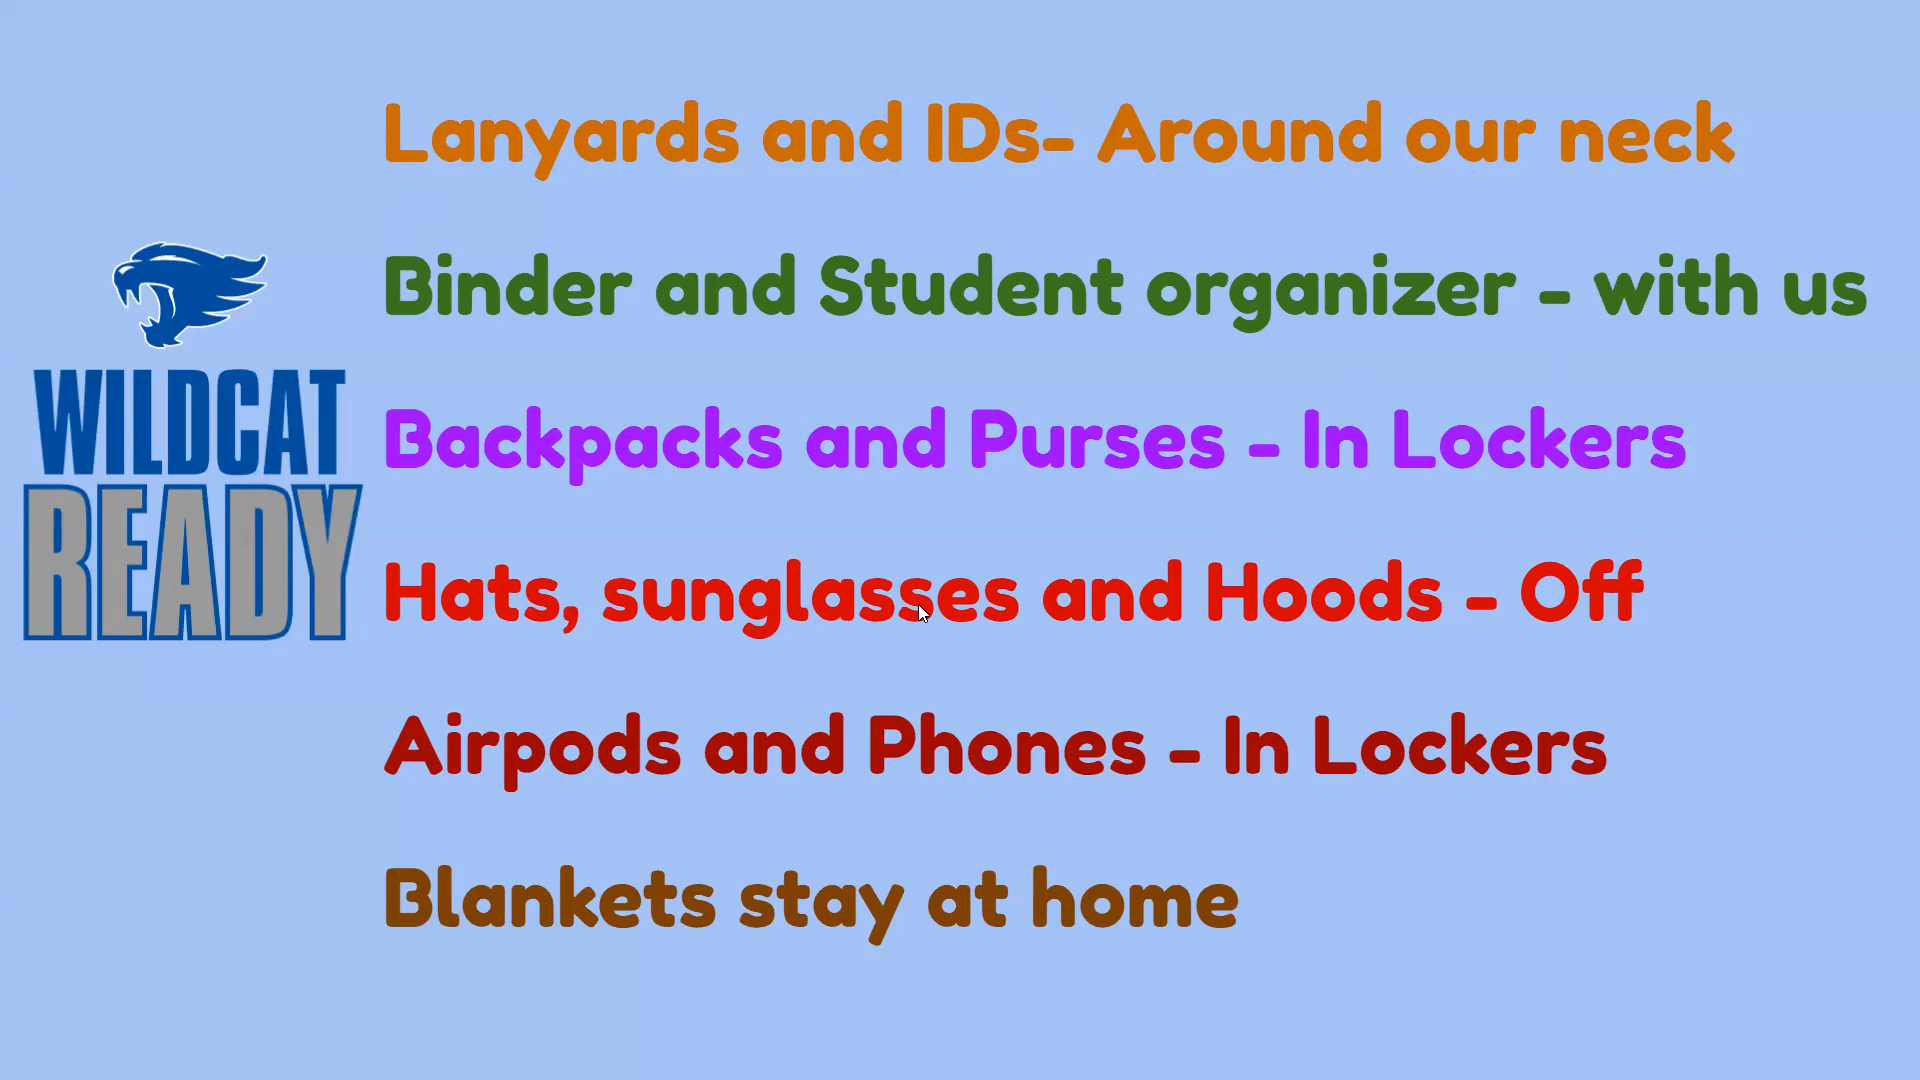 Lanyards and IDs- Around our neck
Binder and Student organizer - with us
WILDCAT
READY
Backpacks and Purses - In Lockers
Hats, sunglasses and Hoods - Off
Airpods and Phones - In Lockers
Blankets stay at home